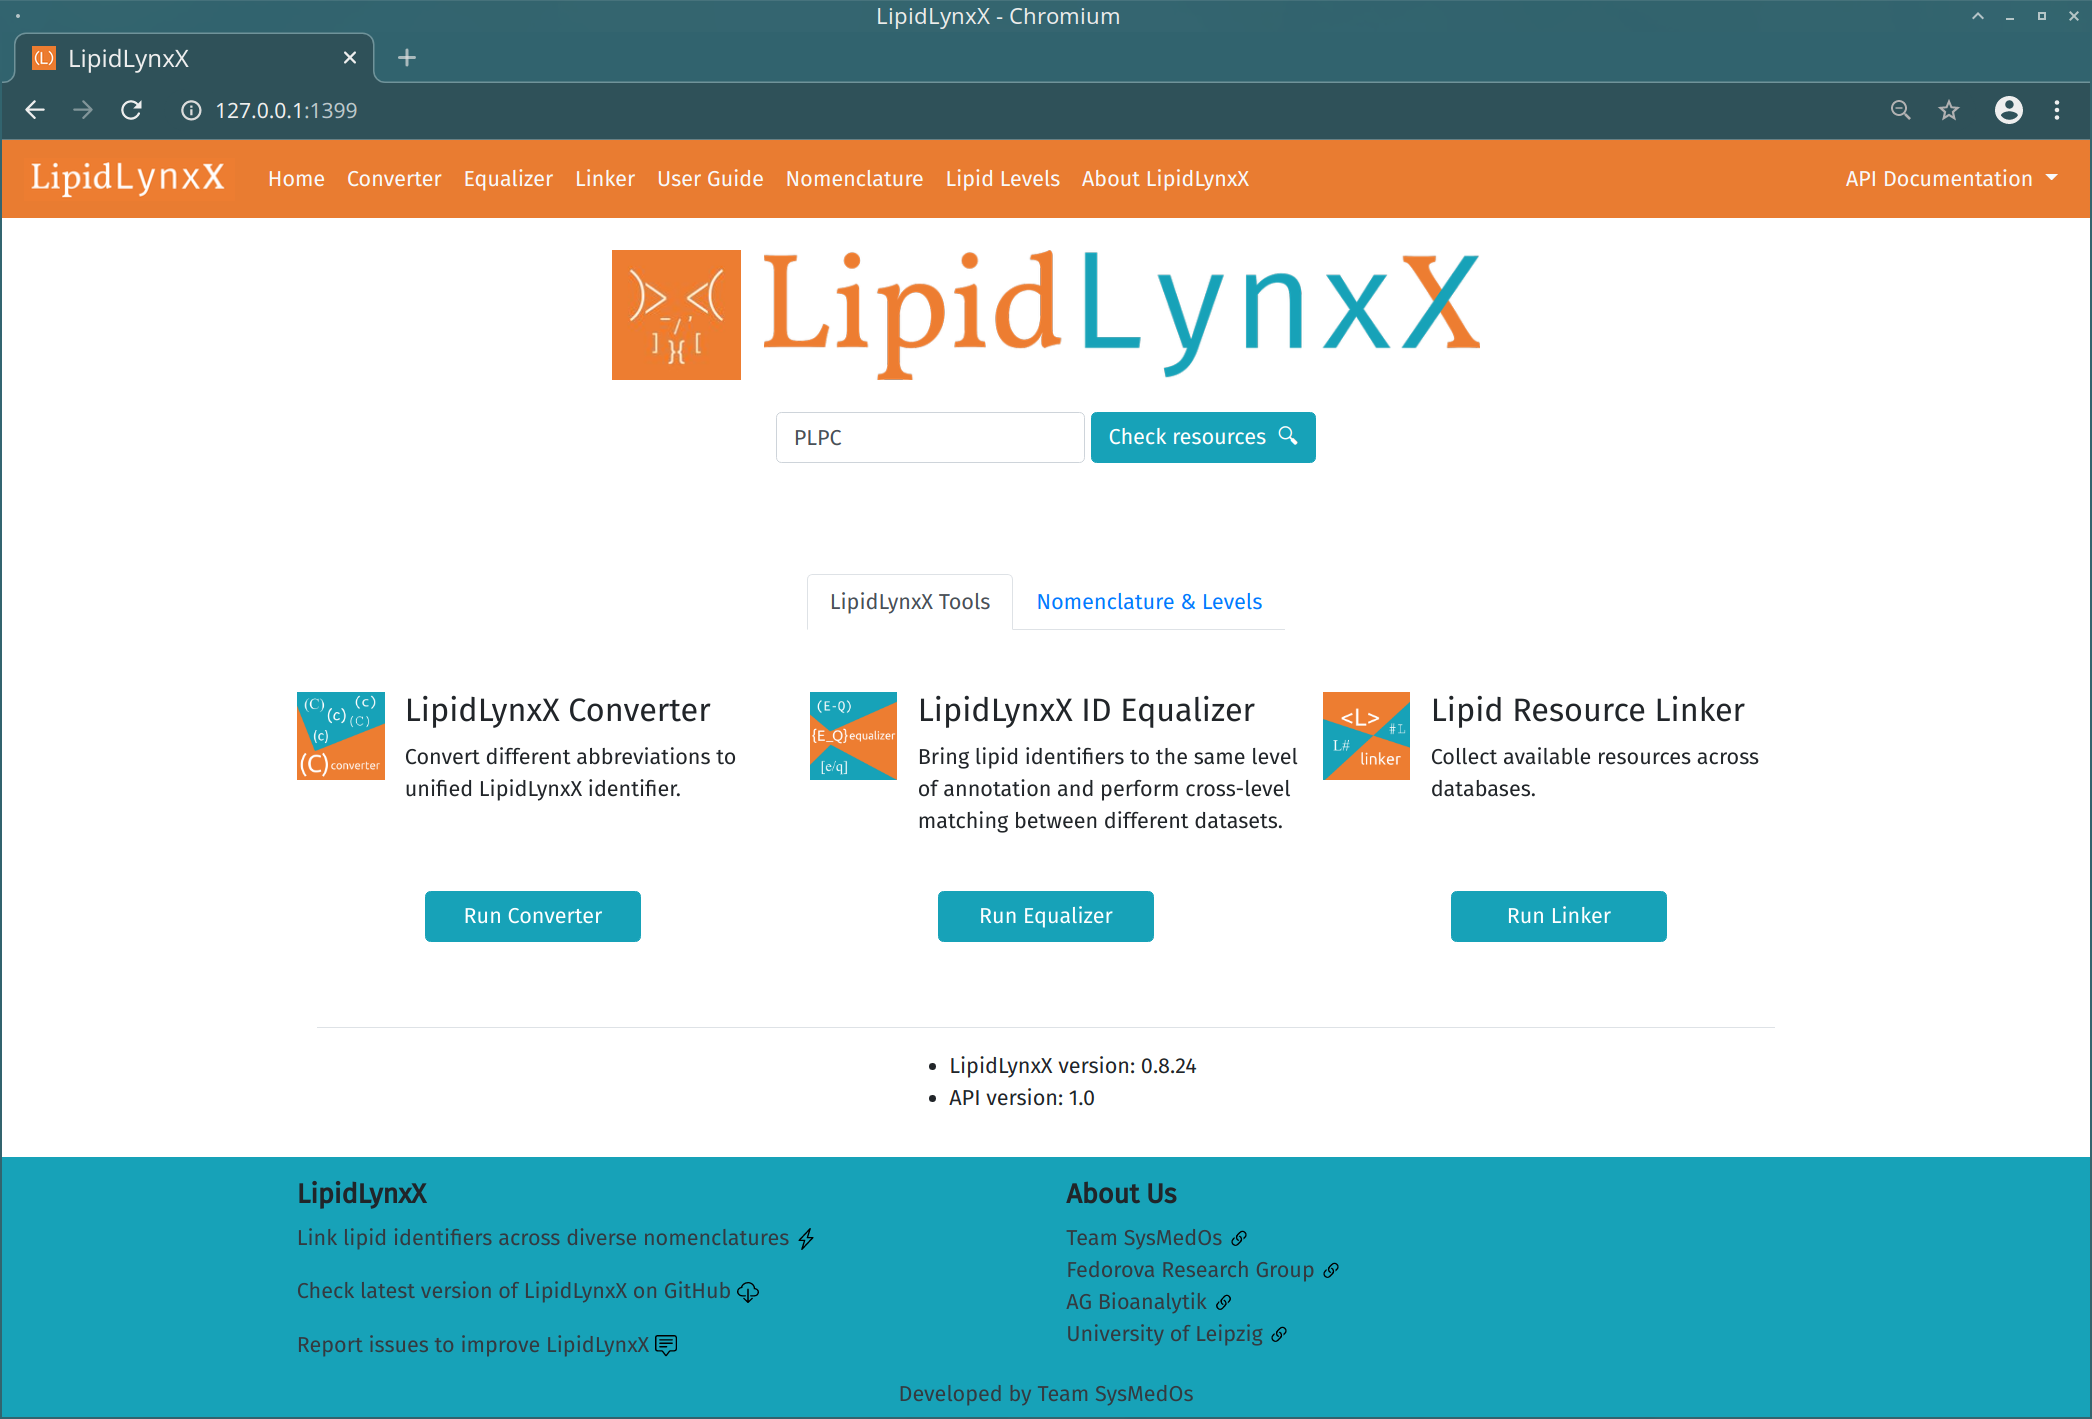 LipidLynxX - Chromium
(L) LipidLynxX
127.0.0.1:1399
LipidLynxX Home Converter Equalizer Linker User Guide Nomenclature Lipid Levels About LipidLynxX API Documentation
LipidLynxX
PLPC Check resources
LipidLynxX Tools Nomenclature & Levels
(C) (c) (c) (C) (c) (C) converter
LipidLynxX Converter
Convert different abbreviations to
unified LipidLynxX identifier.
Run Converter
(E-Q)
{E_Q} equalizer
[e/q]
LipidLynxX ID Equalizer
Bring lipid identifiers to the same level
of annotation and perform cross-level
matching between different datasets.
Run Equalizer
<L>
L# #L
linker
Lipid Resource Linker
Collect available resources across
databases.
Run Linker
LipidLynxX version: 0.8.24
API version: 1.0
LipidLynxX
Link lipid identifiers across diverse nomenclatures
Check latest version of LipidLynxX on GitHub
Report issues to improve LipidLynxX
About Us
Team SysMedOs
Fedorova Research Group
AG Bioanalytik
University of Leipzig
Developed by Team SysMedOs